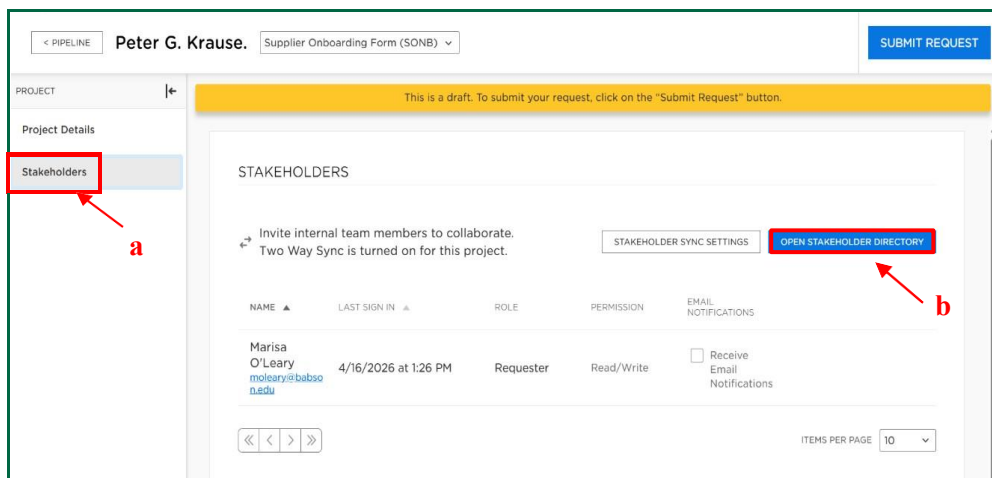 < PIPELINE
Peter G. Krause.
Supplier Onboarding Form (SONB)
SUBMIT REQUEST
PROJECT
This is a draft. To submit your request, click on the "Submit Request" button.
Project Details
Stakeholders
STAKEHOLDERS
a
Invite internal team members to collaborate.
Two Way Sync is turned on for this project.
STAKEHOLDER SYNC SETTINGS
OPEN STAKEHOLDER DIRECTORY
b
NAME
LAST SIGN IN
ROLE
PERMISSION
EMAIL
NOTIFICATIONS
Marisa
O'Leary
moleary@babso
n.edu
4/16/2026 at 1:26 PM
Requester
Read/Write
Receive
Email
Notifications
ITEMS PER PAGE
10